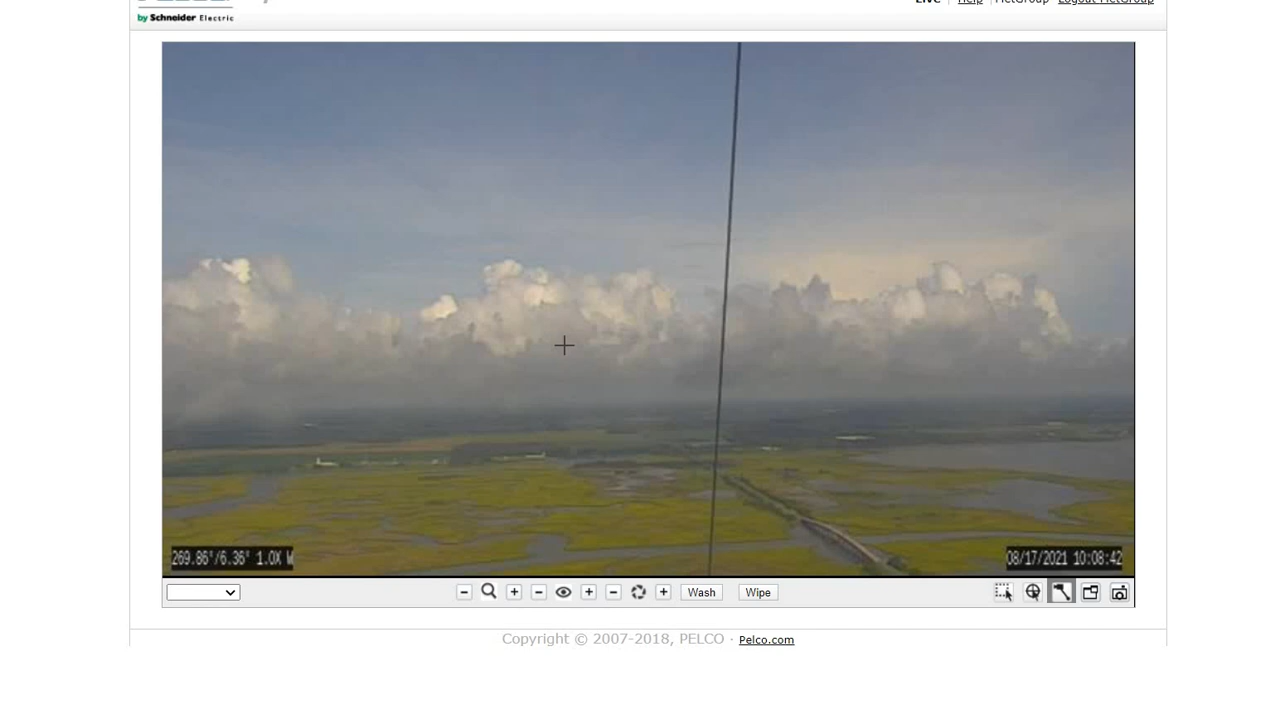 by Schneider Electric
Live | Help | MetGroup Logout MetGroup
269.86°/6.36° 1.0X W
08/17/2021 10:08:42
Wash
Wipe
Copyright © 2007-2018, PELCO · Pelco.com